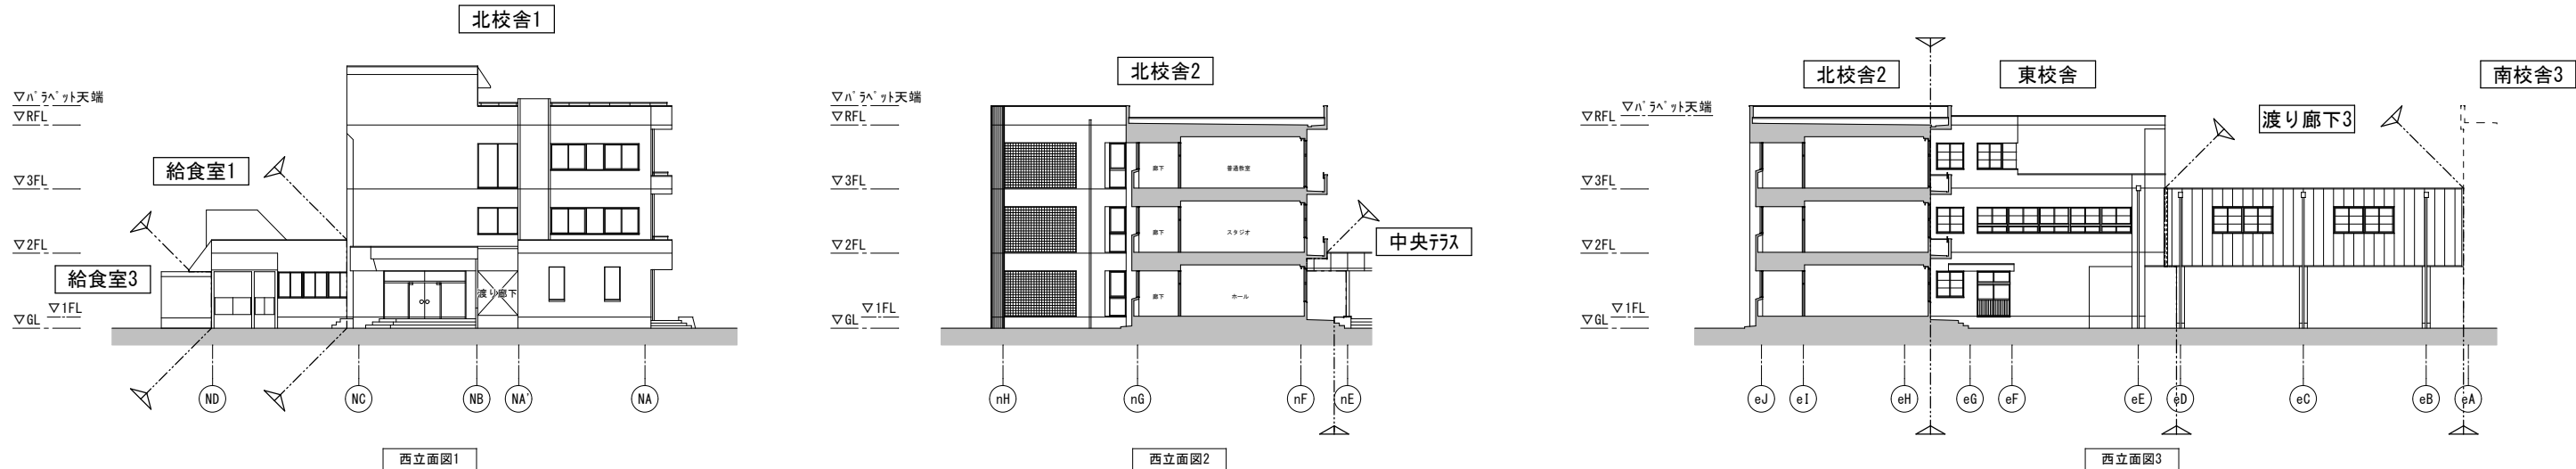 北校舎1
▽パラペット天端
▽RFL
▽3FL
▽2FL
▽1FL
▽GL
給食室1
給食室3
渡り廊下
ND
NC
NB
NA'
NA
西立面図1
北校舎2
▽パラペット天端
▽RFL
▽3FL
▽2FL
▽1FL
▽GL
廊下
普通教室
廊下
スタジオ
廊下
ホール
中央テラス
nH
nG
nF
nE
西立面図2
北校舎2
東校舎
南校舎3
渡り廊下3
▽パラペット天端
▽RFL
▽3FL
▽2FL
▽1FL
▽GL
eJ
eI
eH
eG
eF
eE
eD
eC
eB
eA
西立面図3